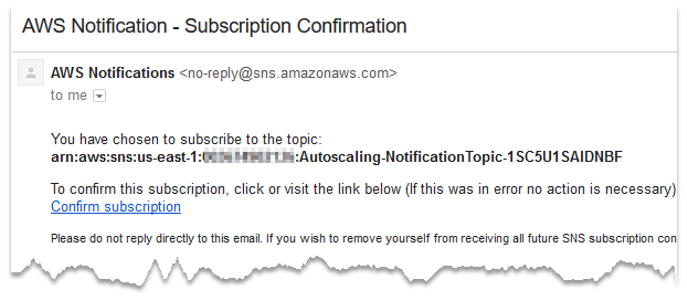 AWS Notification - Subscription Confirmation
AWS Notifications <no-reply@sns.amazonaws.com>
to me
You have chosen to subscribe to the topic:
arn:aws:sns:us-east-1: :Autoscaling-NotificationTopic-1SC5U1SAIDNBF
To confirm this subscription, click or visit the link below (If this was in error no action is necessary)
Confirm subscription
Please do not reply directly to this email. If you wish to remove yourself from receiving all future SNS subscription con